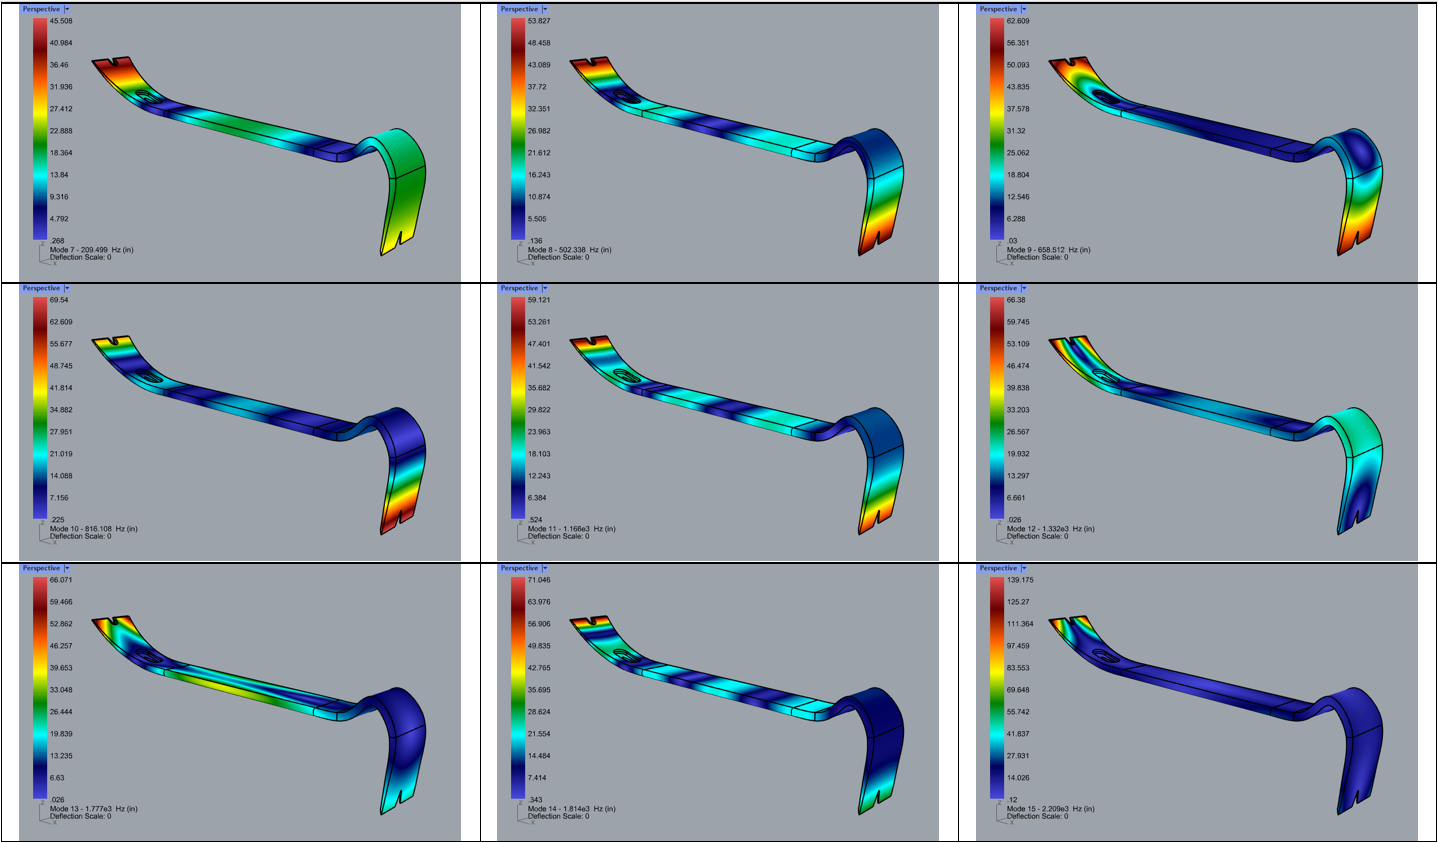 Perspective
45.508
40.984
36.46
31.936
27.412
22.888
18.364
13.84
9.316
4.792
.268
Z
X
Mode 7 - 209.499 Hz (in)
Deflection Scale: 0
Perspective
53.827
48.458
43.089
37.72
32.351
26.982
21.612
16.243
10.874
5.505
.136
Z
X
Mode 8 - 502.338 Hz (in)
Deflection Scale: 0
Perspective
62.609
56.351
50.093
43.835
37.578
31.32
25.062
18.804
12.546
6.288
.03
Z
X
Mode 9 - 658.512 Hz (in)
Deflection Scale: 0
Perspective
69.54
62.609
55.677
48.745
41.814
34.882
27.951
21.019
14.088
7.156
.225
Z
X
Mode 10 - 816.108 Hz (in)
Deflection Scale: 0
Perspective
59.121
53.261
47.401
41.542
35.682
29.822
23.963
18.103
12.243
6.384
.524
Z
X
Mode 11 - 1.166e3 Hz (in)
Deflection Scale: 0
Perspective
66.38
59.745
53.109
46.474
39.838
33.203
26.567
19.932
13.297
6.661
.026
Z
X
Mode 12 - 1.332e3 Hz (in)
Deflection Scale: 0
Perspective
66.071
59.466
52.862
46.257
39.653
33.048
26.444
19.839
13.235
6.63
.026
Z
X
Mode 13 - 1.777e3 Hz (in)
Deflection Scale: 0
Perspective
71.046
63.976
56.906
49.835
42.765
35.695
28.624
21.554
14.484
7.414
.343
Z
X
Mode 14 - 1.814e3 Hz (in)
Deflection Scale: 0
Perspective
139.175
125.27
111.364
97.459
83.553
69.648
55.742
41.837
27.931
14.026
.12
Z
X
Mode 15 - 2.209e3 Hz (in)
Deflection Scale: 0